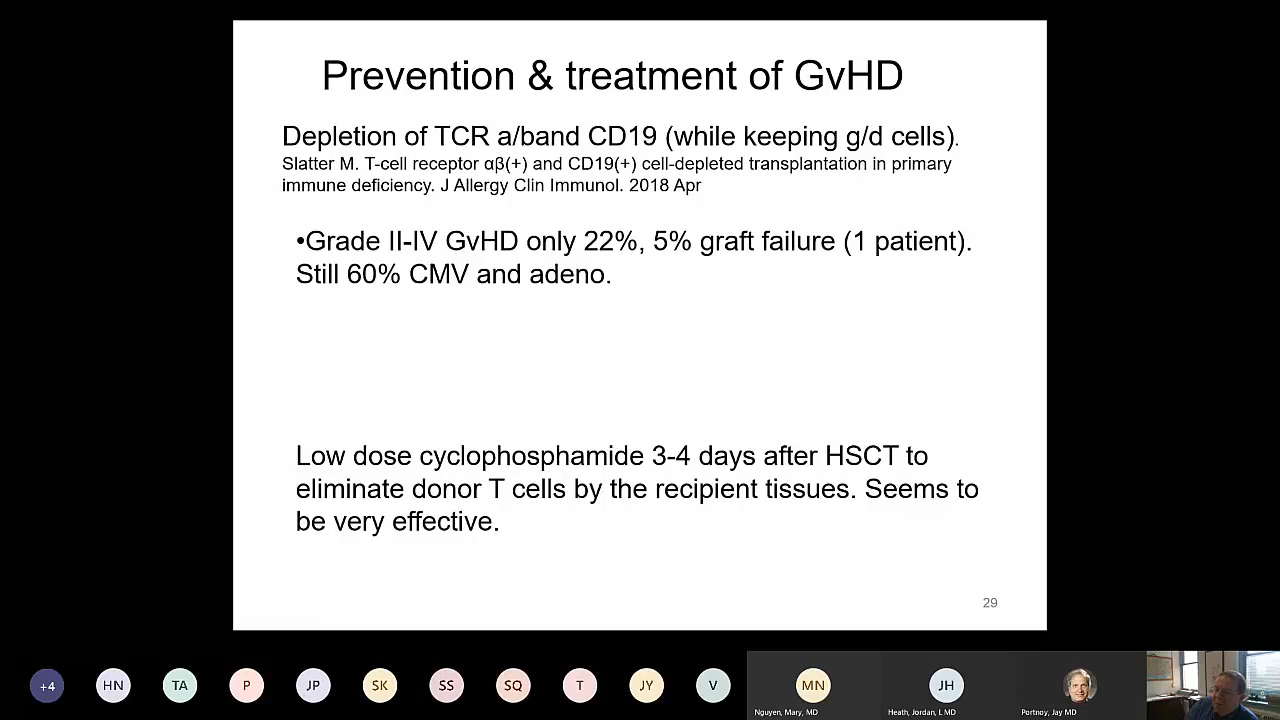 Prevention & treatment of GvHD
Depletion of TCR a/band CD19 (while keeping g/d cells).
Slatter M. T-cell receptor αβ(+) and CD19(+) cell-depleted transplantation in primary
immune deficiency. J Allergy Clin Immunol. 2018 Apr
•Grade II-IV GvHD only 22%, 5% graft failure (1 patient).
Still 60% CMV and adeno.
Low dose cyclophosphamide 3-4 days after HSCT to
eliminate donor T cells by the recipient tissues. Seems to
be very effective.
29
+4 HN TA P JP SK SS SQ T JY V MN JH
Nguyen, Mary, MD Heath, Jordan, L MD Portnoy, Jay MD